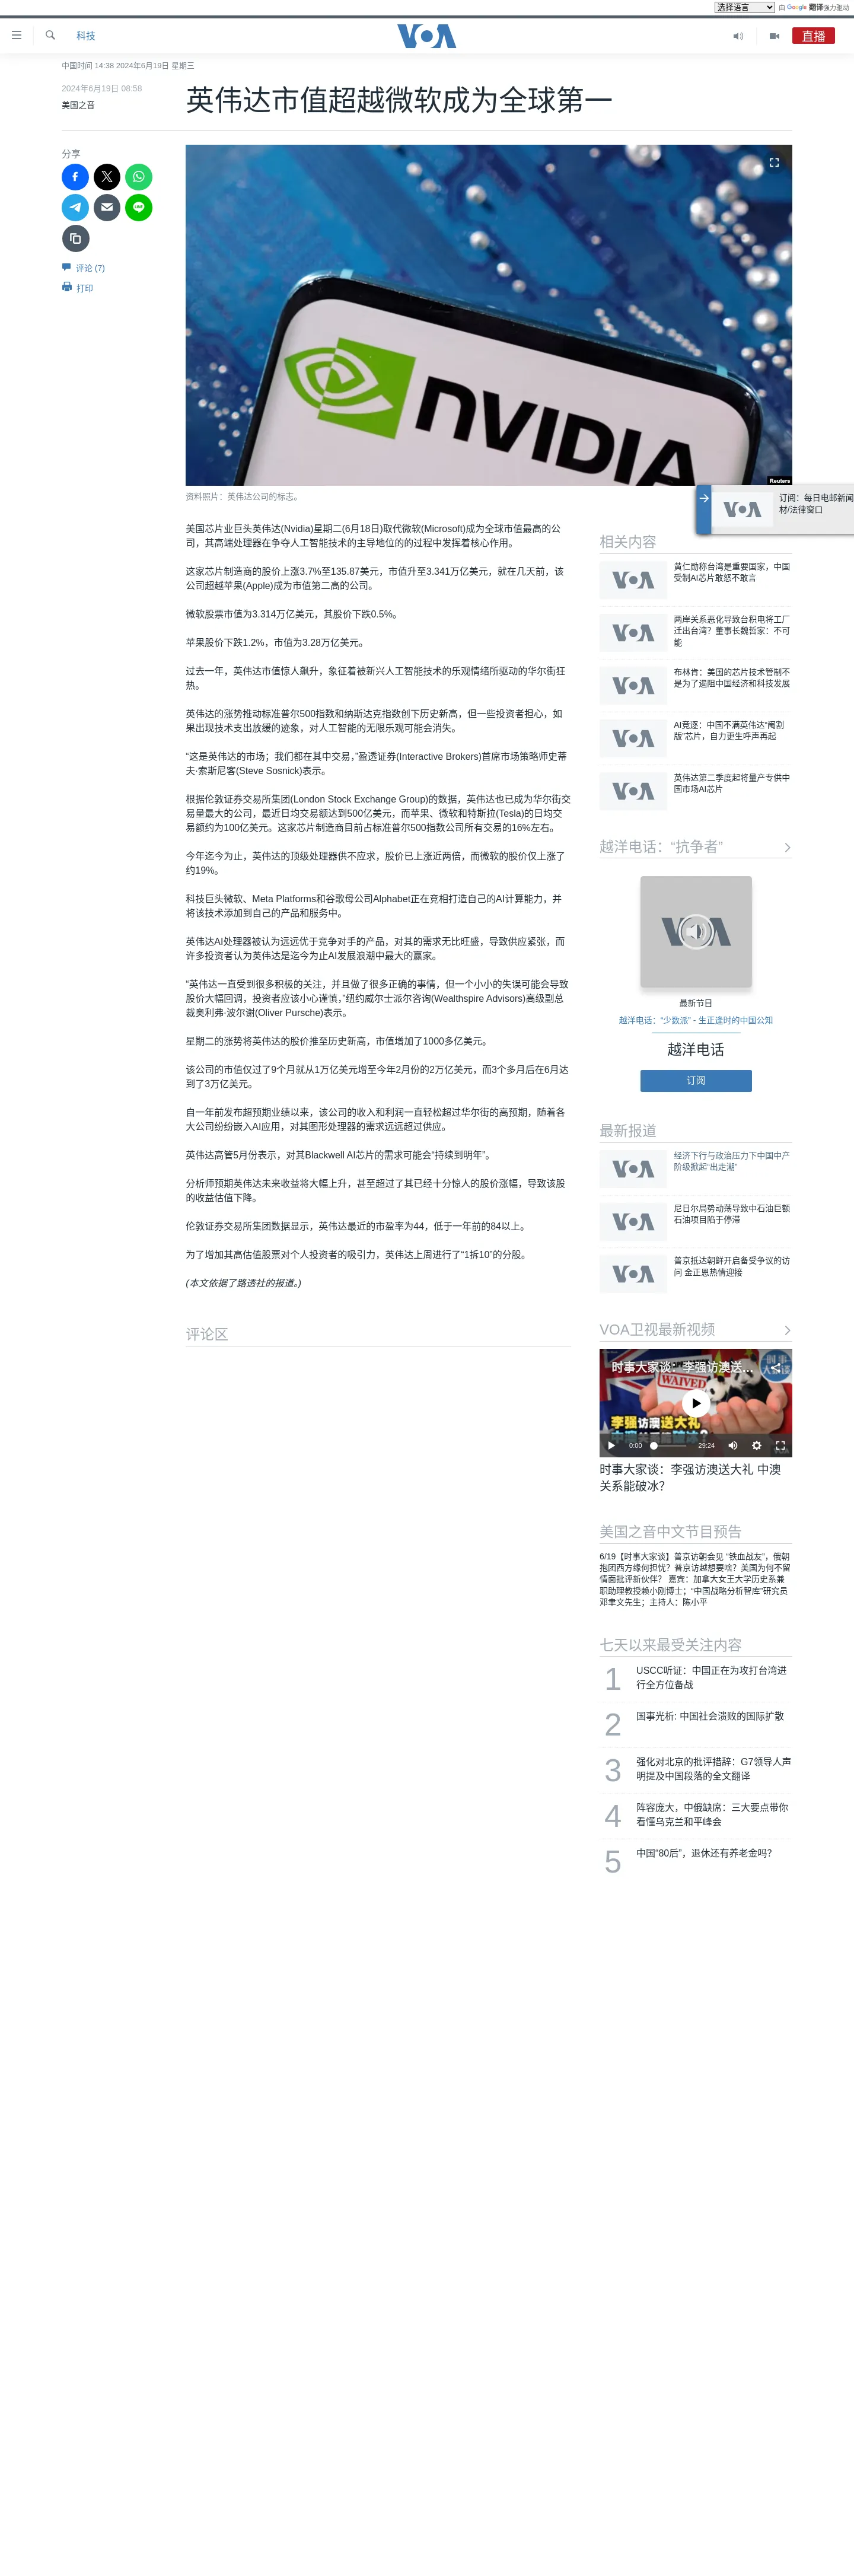 选择语言
由 Google 翻译强力驱动
科技
VOA
直播
中国时间 14:38 2024年6月19日 星期三
2024年6月19日 08:58
美国之音
英伟达市值超越微软成为全球第一
分享
评论 (7)
打印
NVIDIA
Reuters
资料照片：英伟达公司的标志。
美国芯片业巨头英伟达(Nvidia)星期二(6月18日)取代微软(Microsoft)成为全球市值最高的公
司，其高端处理器在争夺人工智能技术的主导地位的的过程中发挥着核心作用。
这家芯片制造商的股价上涨3.7%至135.87美元，市值升至3.341万亿美元，就在几天前，该
公司超越苹果(Apple)成为市值第二高的公司。
微软股票市值为3.314万亿美元，其股价下跌0.5%。
苹果股价下跌1.2%，市值为3.28万亿美元。
过去一年，英伟达市值惊人飙升，象征着被新兴人工智能技术的乐观情绪所驱动的华尔街狂
热。
英伟达的涨势推动标准普尔500指数和纳斯达克指数创下历史新高，但一些投资者担心，如
果出现技术支出放缓的迹象，对人工智能的无限乐观可能会消失。
“这是英伟达的市场；我们都在其中交易，”盈透证券(Interactive Brokers)首席市场策略师史蒂
夫·索斯尼客(Steve Sosnick)表示。
根据伦敦证券交易所集团(London Stock Exchange Group)的数据，英伟达也已成为华尔街交
易量最大的公司，最近日均交易额达到500亿美元，而苹果、微软和特斯拉(Tesla)的日均交
易额约为100亿美元。这家芯片制造商目前占标准普尔500指数公司所有交易的16%左右。
今年迄今为止，英伟达的顶级处理器供不应求，股价已上涨近两倍，而微软的股价仅上涨了
约19%。
科技巨头微软、Meta Platforms和谷歌母公司Alphabet正在竞相打造自己的AI计算能力，并
将该技术添加到自己的产品和服务中。
英伟达AI处理器被认为远远优于竞争对手的产品，对其的需求无比旺盛，导致供应紧张，而
许多投资者认为英伟达是迄今为止AI发展浪潮中最大的赢家。
“英伟达一直受到很多积极的关注，并且做了很多正确的事情，但一个小小的失误可能会导致
股价大幅回调，投资者应该小心谨慎，”纽约威尔士派尔咨询(Wealthspire Advisors)高级副总
裁奥利弗·波尔谢(Oliver Pursche)表示。
星期二的涨势将英伟达的股价推至历史新高，市值增加了1000多亿美元。
该公司的市值仅过了9个月就从1万亿美元增至今年2月份的2万亿美元，而3个多月后在6月达
到了3万亿美元。
自一年前发布超预期业绩以来，该公司的收入和利润一直轻松超过华尔街的高预期，随着各
大公司纷纷嵌入AI应用，对其图形处理器的需求远远超过供应。
英伟达高管5月份表示，对其Blackwell AI芯片的需求可能会“持续到明年”。
分析师预期英伟达未来收益将大幅上升，甚至超过了其已经十分惊人的股价涨幅，导致该股
的收益估值下降。
伦敦证券交易所集团数据显示，英伟达最近的市盈率为44，低于一年前的84以上。
为了增加其高估值股票对个人投资者的吸引力，英伟达上周进行了“1拆10”的分股。
(本文依据了路透社的报道。)
评论区
VOA
订阅：每日电邮新闻
材/法律窗口
相关内容
VOA
黄仁勋称台湾是重要国家，中国
受制AI芯片敢怒不敢言
VOA
两岸关系恶化导致台积电将工厂
迁出台湾？董事长魏哲家：不可
能
VOA
布林肯：美国的芯片技术管制不
是为了遏阻中国经济和科技发展
VOA
AI竞逐：中国不满英伟达“阉割
版”芯片，自力更生呼声再起
VOA
英伟达第二季度起将量产专供中
国市场AI芯片
越洋电话：“抗争者”
VOA
最新节目
越洋电话：“少数派” - 生正逢时的中国公知
越洋电话
订阅
最新报道
VOA
经济下行与政治压力下中国中产
阶级掀起“出走潮”
VOA
尼日尔局势动荡导致中石油巨额
石油项目陷于停滞
VOA
普京抵达朝鲜开启备受争议的访
问 金正恩热情迎接
VOA卫视最新视频
时事大家谈：李强访澳送...
WAIVED
李强访澳送大礼
0:00
29:24
时事大家谈：李强访澳送大礼 中澳
关系能破冰？
美国之音中文节目预告
6/19【时事大家谈】普京访朝会见 “铁血战友”，俄朝
抱团西方缘何担忧？普京访越想要啥？美国为何不留
情面批评新伙伴？ 嘉宾：加拿大女王大学历史系兼
职助理教授赖小刚博士；“中国战略分析智库”研究员
邓聿文先生；主持人：陈小平
七天以来最受关注内容
1
USCC听证：中国正在为攻打台湾进
行全方位备战
2
国事光析: 中国社会溃败的国际扩散
3
强化对北京的批评措辞：G7领导人声
明提及中国段落的全文翻译
4
阵容庞大，中俄缺席：三大要点带你
看懂乌克兰和平峰会
5
中国“80后”，退休还有养老金吗？